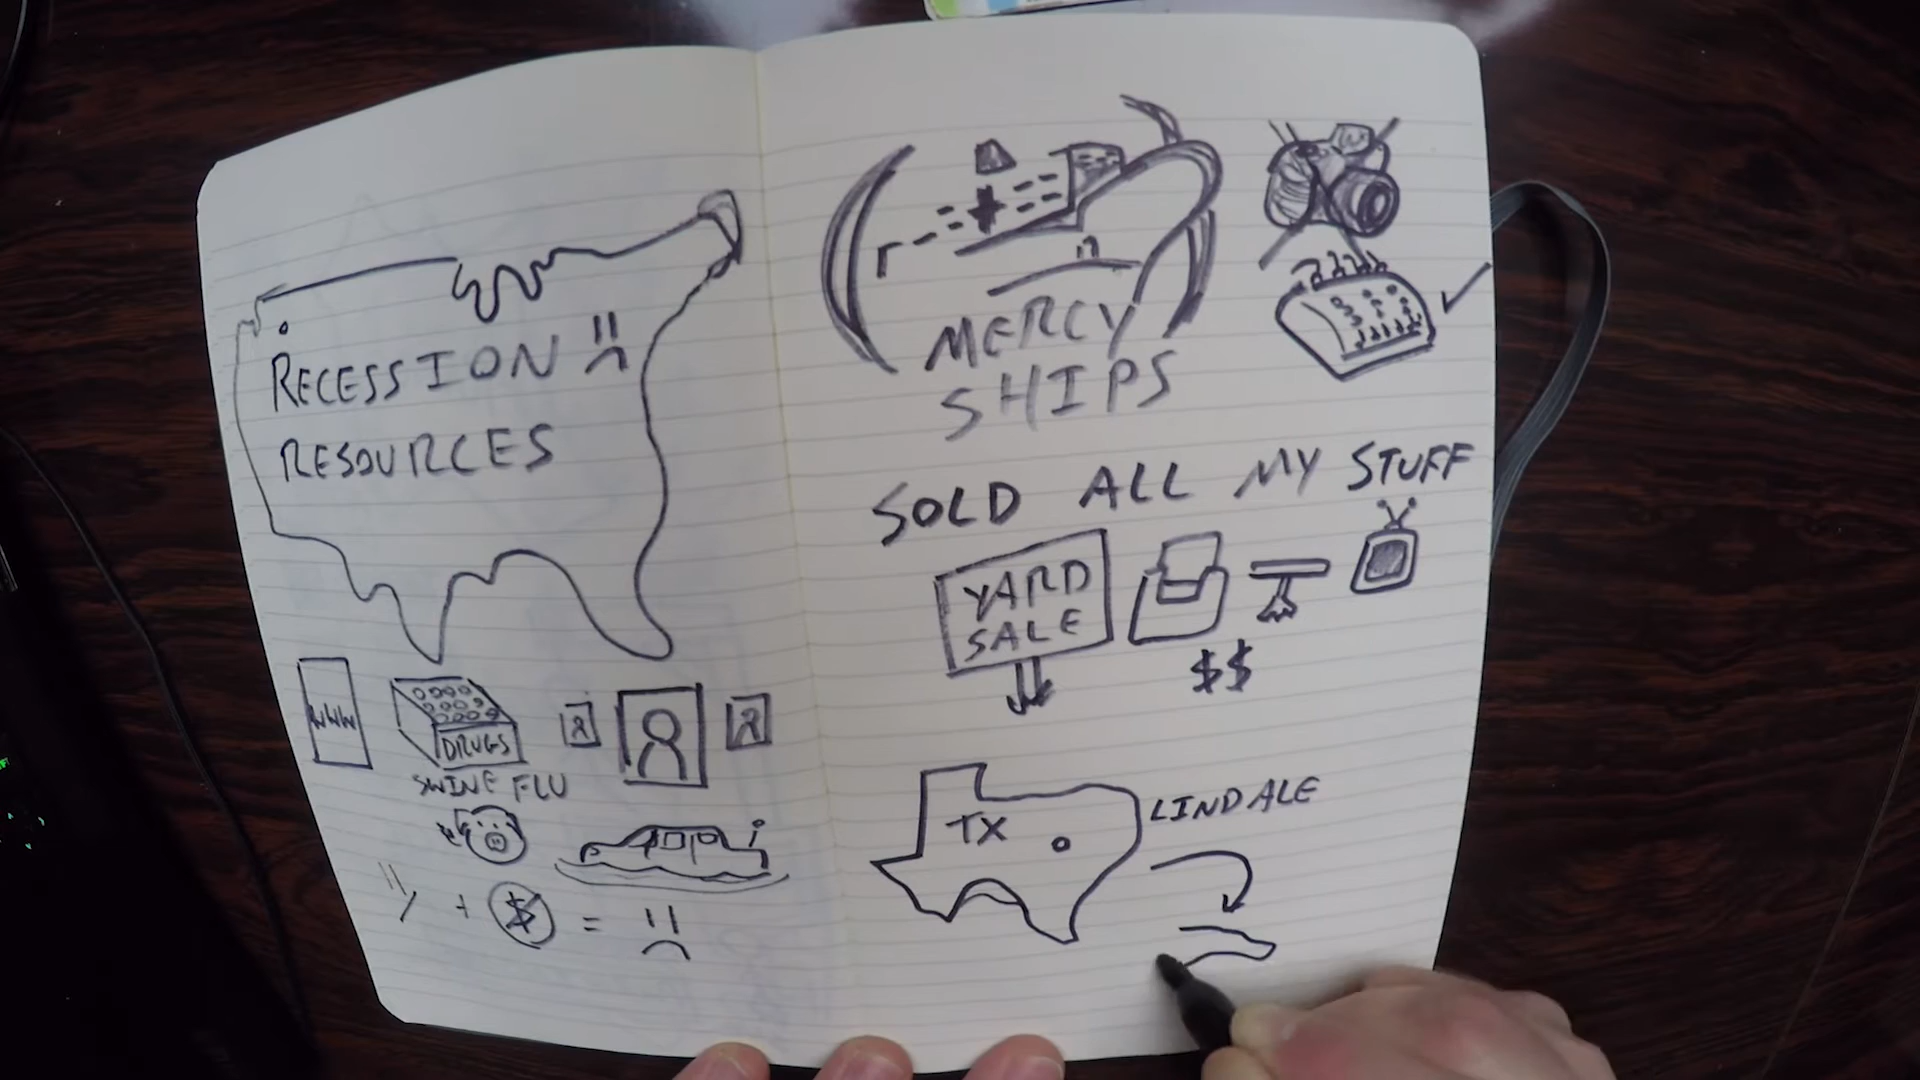 RECESSION
RESOURCES
WWW
DRUGS
SWINE FLU
+ $ =
MERCY
SHIPS
SOLD ALL MY STUFF
YARD
SALE
$$
TX
LINDALE